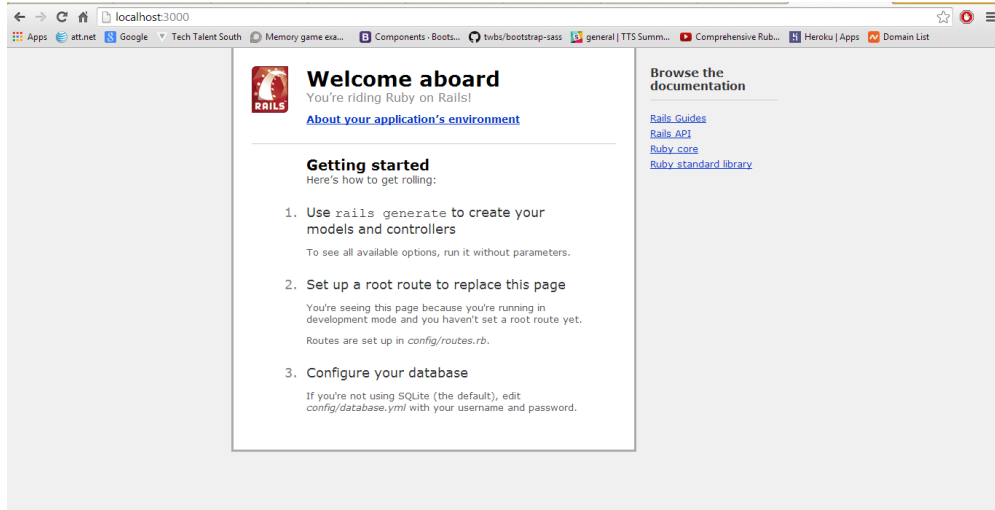 localhost:3000
Apps att.net Google Tech Talent South Memory game exa... Components · Boots... twbs/bootstrap-sass general | TTS Summ... Comprehensive Rub... Heroku | Apps Domain List
RAILS
Welcome aboard
You're riding Ruby on Rails!
About your application's environment
Getting started
Here's how to get rolling:
1. Use rails generate to create your
models and controllers
To see all available options, run it without parameters.
2. Set up a root route to replace this page
You're seeing this page because you're running in
development mode and you haven't set a root route yet.
Routes are set up in config/routes.rb.
3. Configure your database
If you're not using SQLite (the default), edit
config/database.yml with your username and password.
Browse the
documentation
Rails Guides
Rails API
Ruby core
Ruby standard library